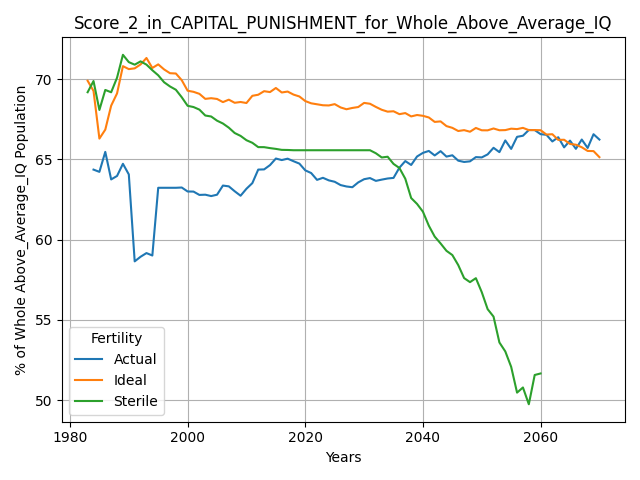 Score_2_in_CAPITAL_PUNISHMENT_for_Whole_Above_Average_IQ
% of Whole Above_Average_IQ Population
70
65
60
55
50
Fertility
Actual
Ideal
Sterile
1980 2000 2020 2040 2060
Years